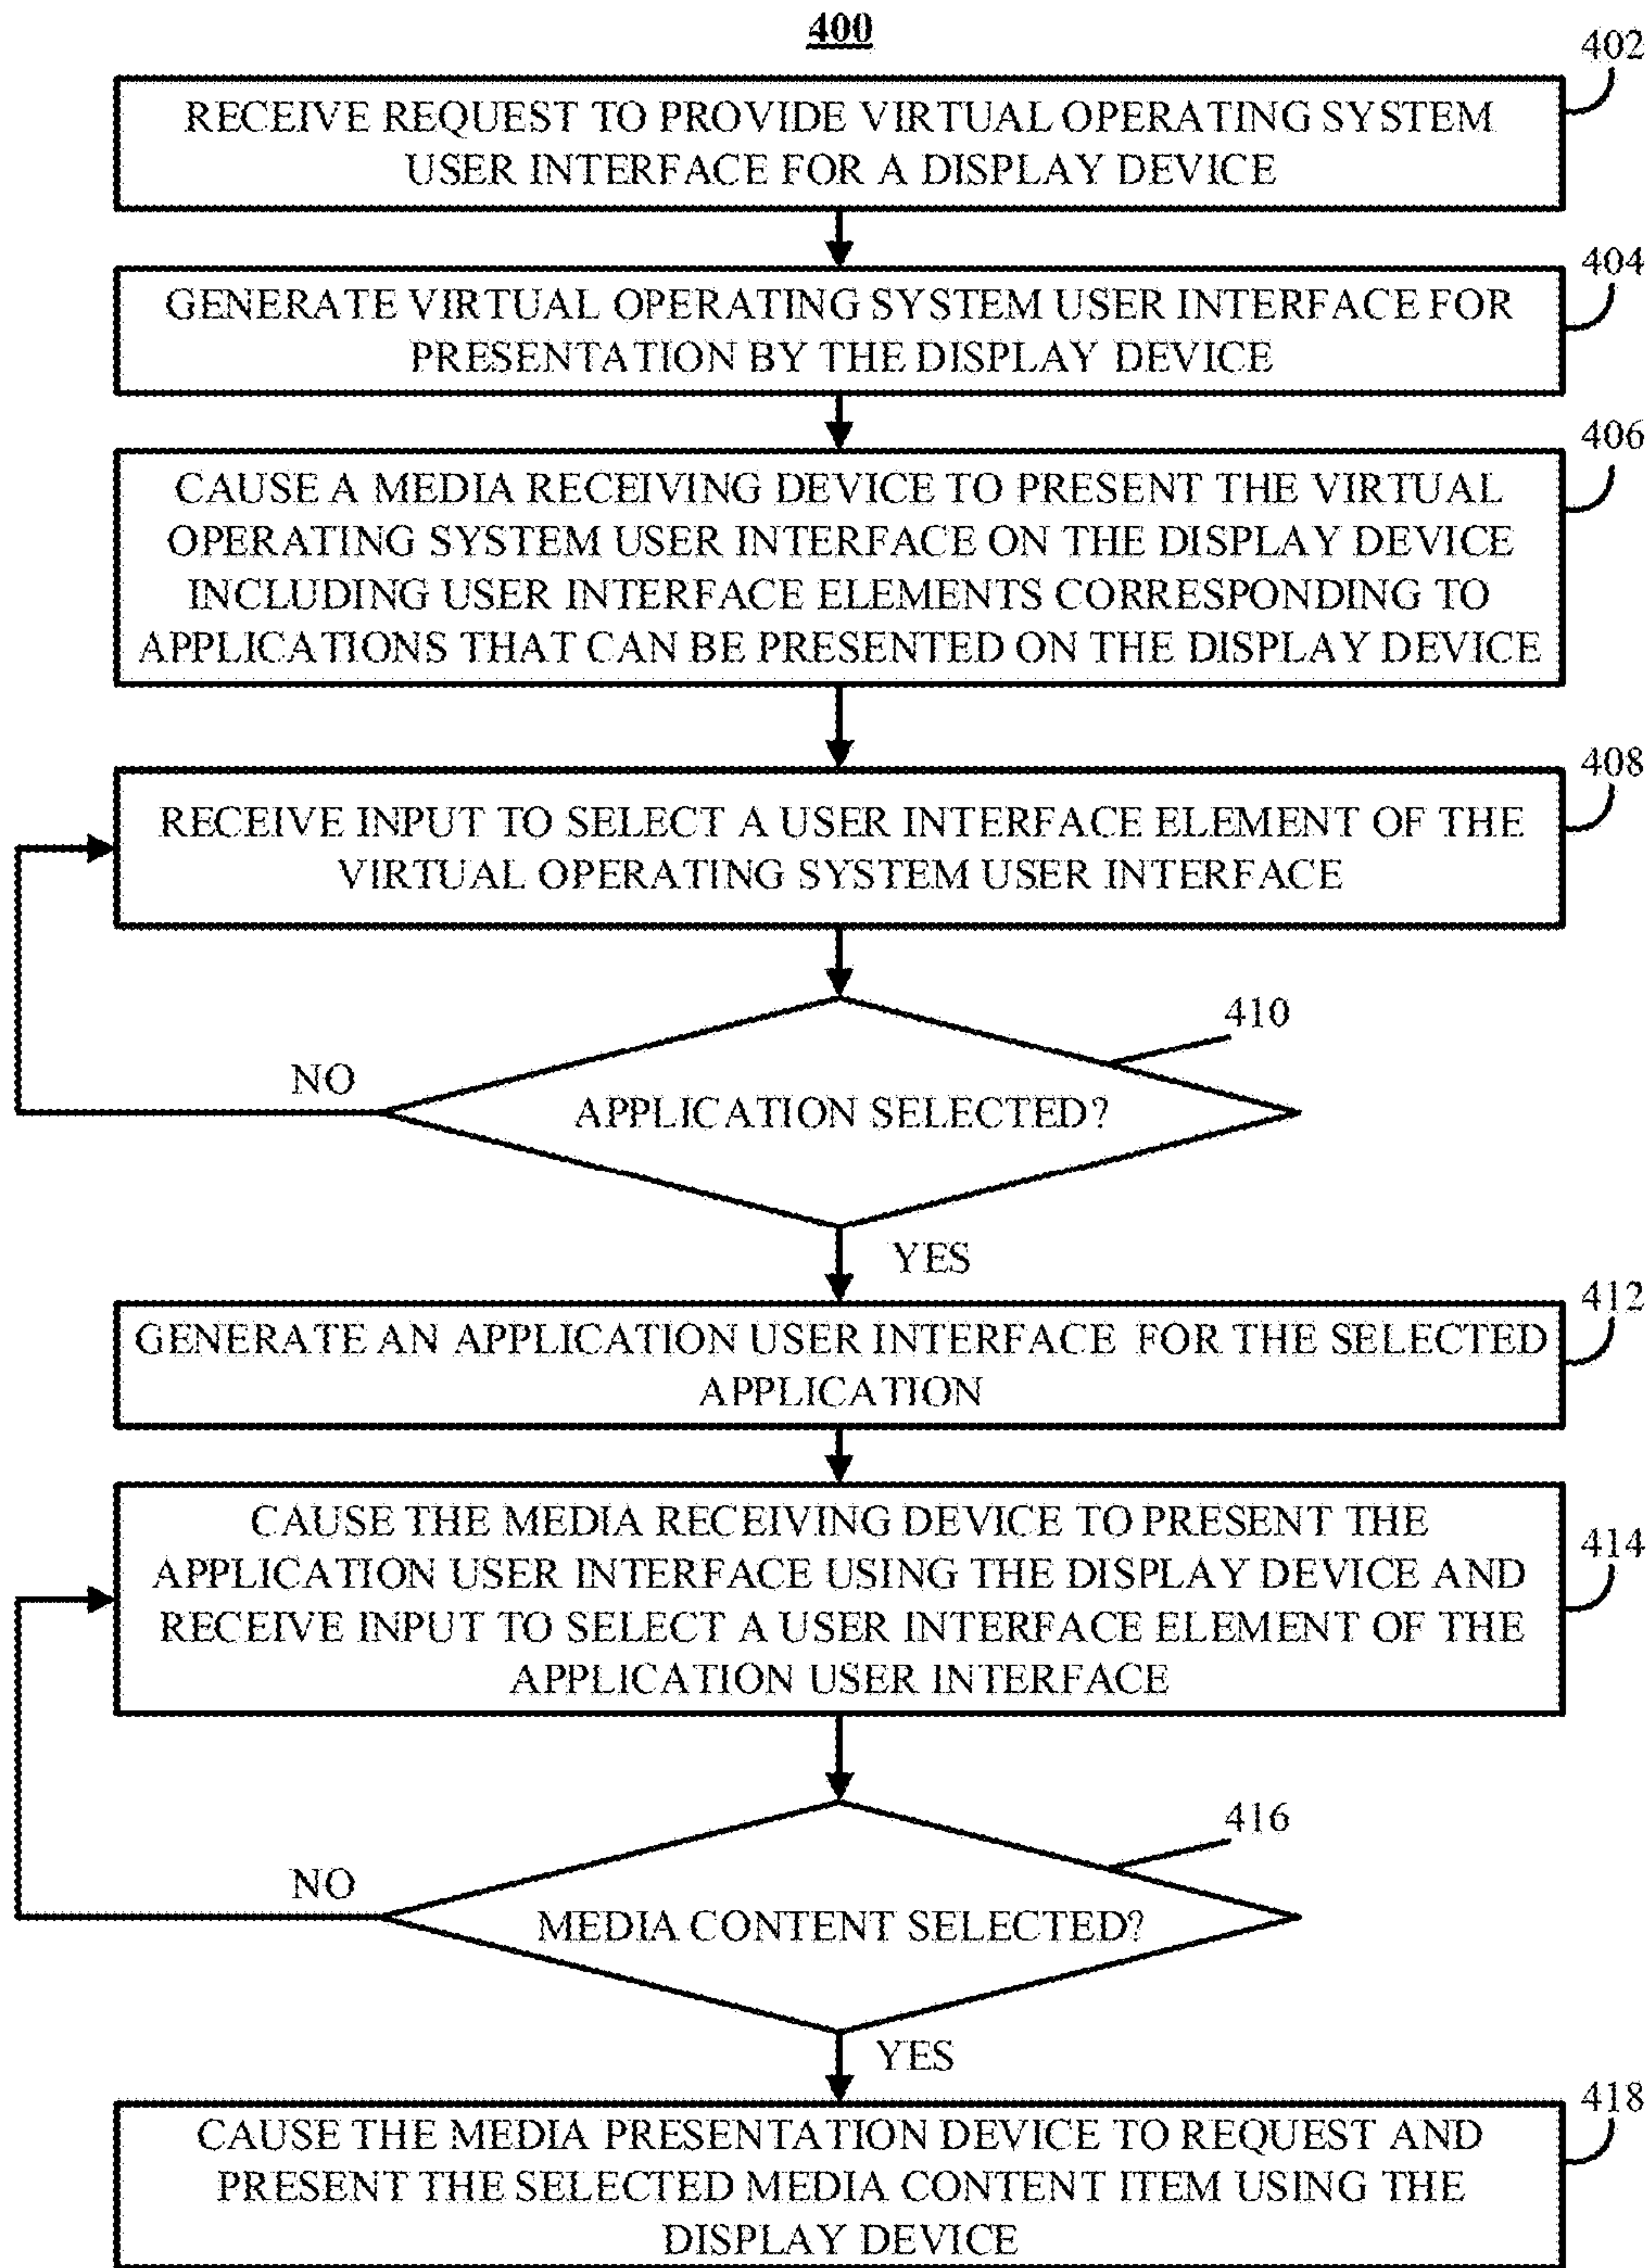 400
402
RECEIVE REQUEST TO PROVIDE VIRTUAL OPERATING SYSTEM
USER INTERFACE FOR A DISPLAY DEVICE
404
GENERATE VIRTUAL OPERATING SYSTEM USER INTERFACE FOR
PRESENTATION BY THE DISPLAY DEVICE
406
CAUSE A MEDIA RECEIVING DEVICE TO PRESENT THE VIRTUAL
OPERATING SYSTEM USER INTERFACE ON THE DISPLAY DEVICE
INCLUDING USER INTERFACE ELEMENTS CORRESPONDING TO
APPLICATIONS THAT CAN BE PRESENTED ON THE DISPLAY DEVICE
408
RECEIVE INPUT TO SELECT A USER INTERFACE ELEMENT OF THE
VIRTUAL OPERATING SYSTEM USER INTERFACE
410
NO
APPLICATION SELECTED?
YES
412
GENERATE AN APPLICATION USER INTERFACE FOR THE SELECTED
APPLICATION
414
CAUSE THE MEDIA RECEIVING DEVICE TO PRESENT THE
APPLICATION USER INTERFACE USING THE DISPLAY DEVICE AND
RECEIVE INPUT TO SELECT A USER INTERFACE ELEMENT OF THE
APPLICATION USER INTERFACE
416
NO
MEDIA CONTENT SELECTED?
YES
418
CAUSE THE MEDIA PRESENTATION DEVICE TO REQUEST AND
PRESENT THE SELECTED MEDIA CONTENT ITEM USING THE
DISPLAY DEVICE